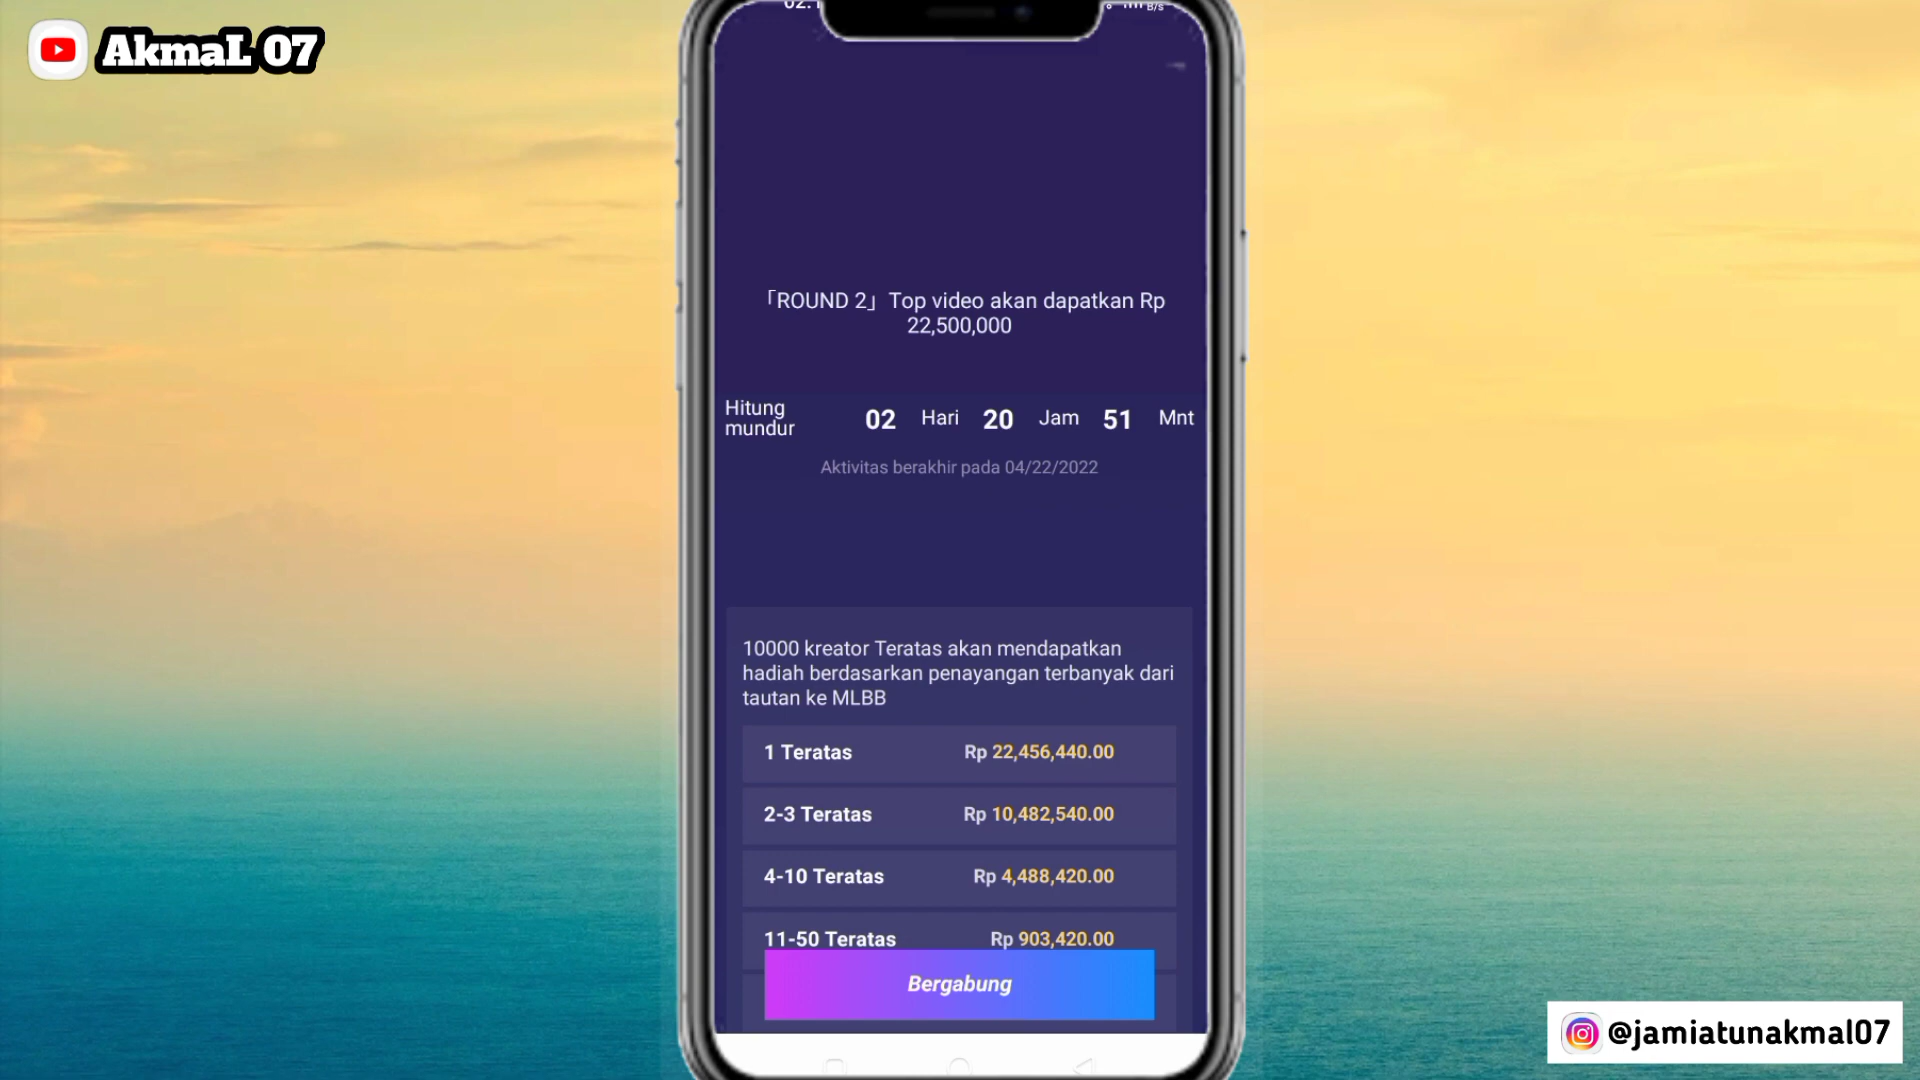 AkmaL 07
「ROUND 2」 Top video akan dapatkan Rp
22,500,000
Hitung
mundur
02 Hari 20 Jam 51 Mnt
Aktivitas berakhir pada 04/22/2022
10000 kreator Teratas akan mendapatkan
hadiah berdasarkan penayangan terbanyak dari
tautan ke MLBB
1 Teratas Rp 22,456,440.00
2-3 Teratas Rp 10,482,540.00
4-10 Teratas Rp 4,488,420.00
11-50 Teratas Rp 903,420.00
Bergabung
@jamiatunakmal07